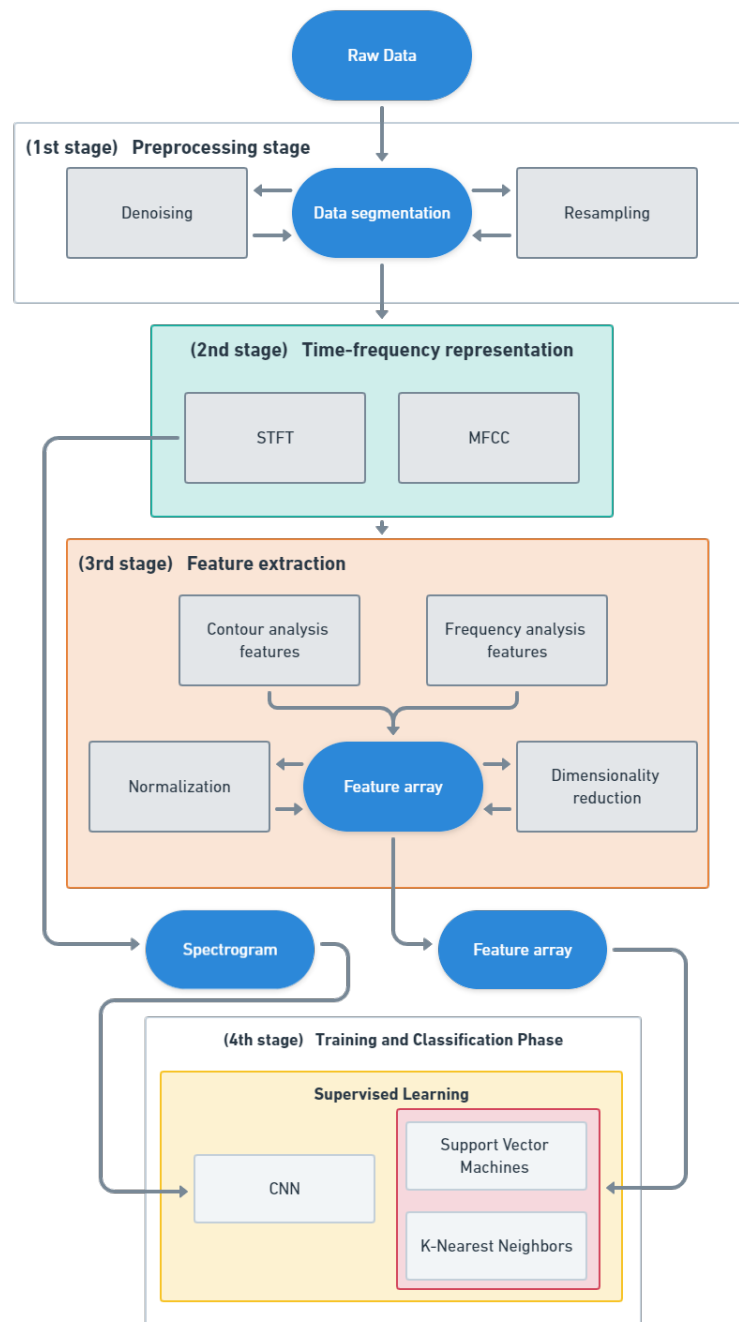 Raw Data
(1st stage) Preprocessing stage
Denoising
Data segmentation
Resampling
(2nd stage) Time-frequency representation
STFT
MFCC
(3rd stage) Feature extraction
Contour analysis
features
Frequency analysis
features
Normalization
Feature array
Dimensionality
reduction
Spectrogram
Feature array
(4th stage) Training and Classification Phase
Supervised Learning
CNN
Support Vector
Machines
K-Nearest Neighbors